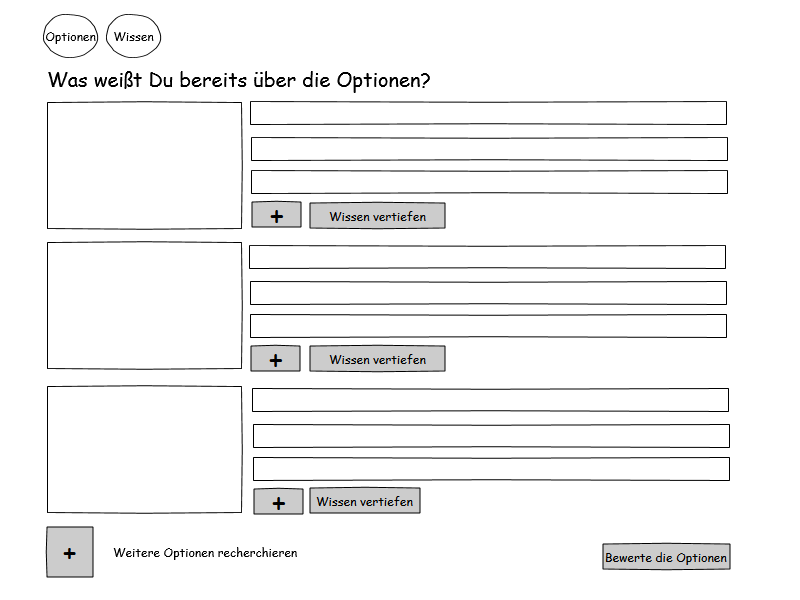 Optionen Wissen
Was weißt Du bereits über die Optionen?
+ Wissen vertiefen
+ Wissen vertiefen
+ Wissen vertiefen
+ Weitere Optionen recherchieren
Bewerte die Optionen